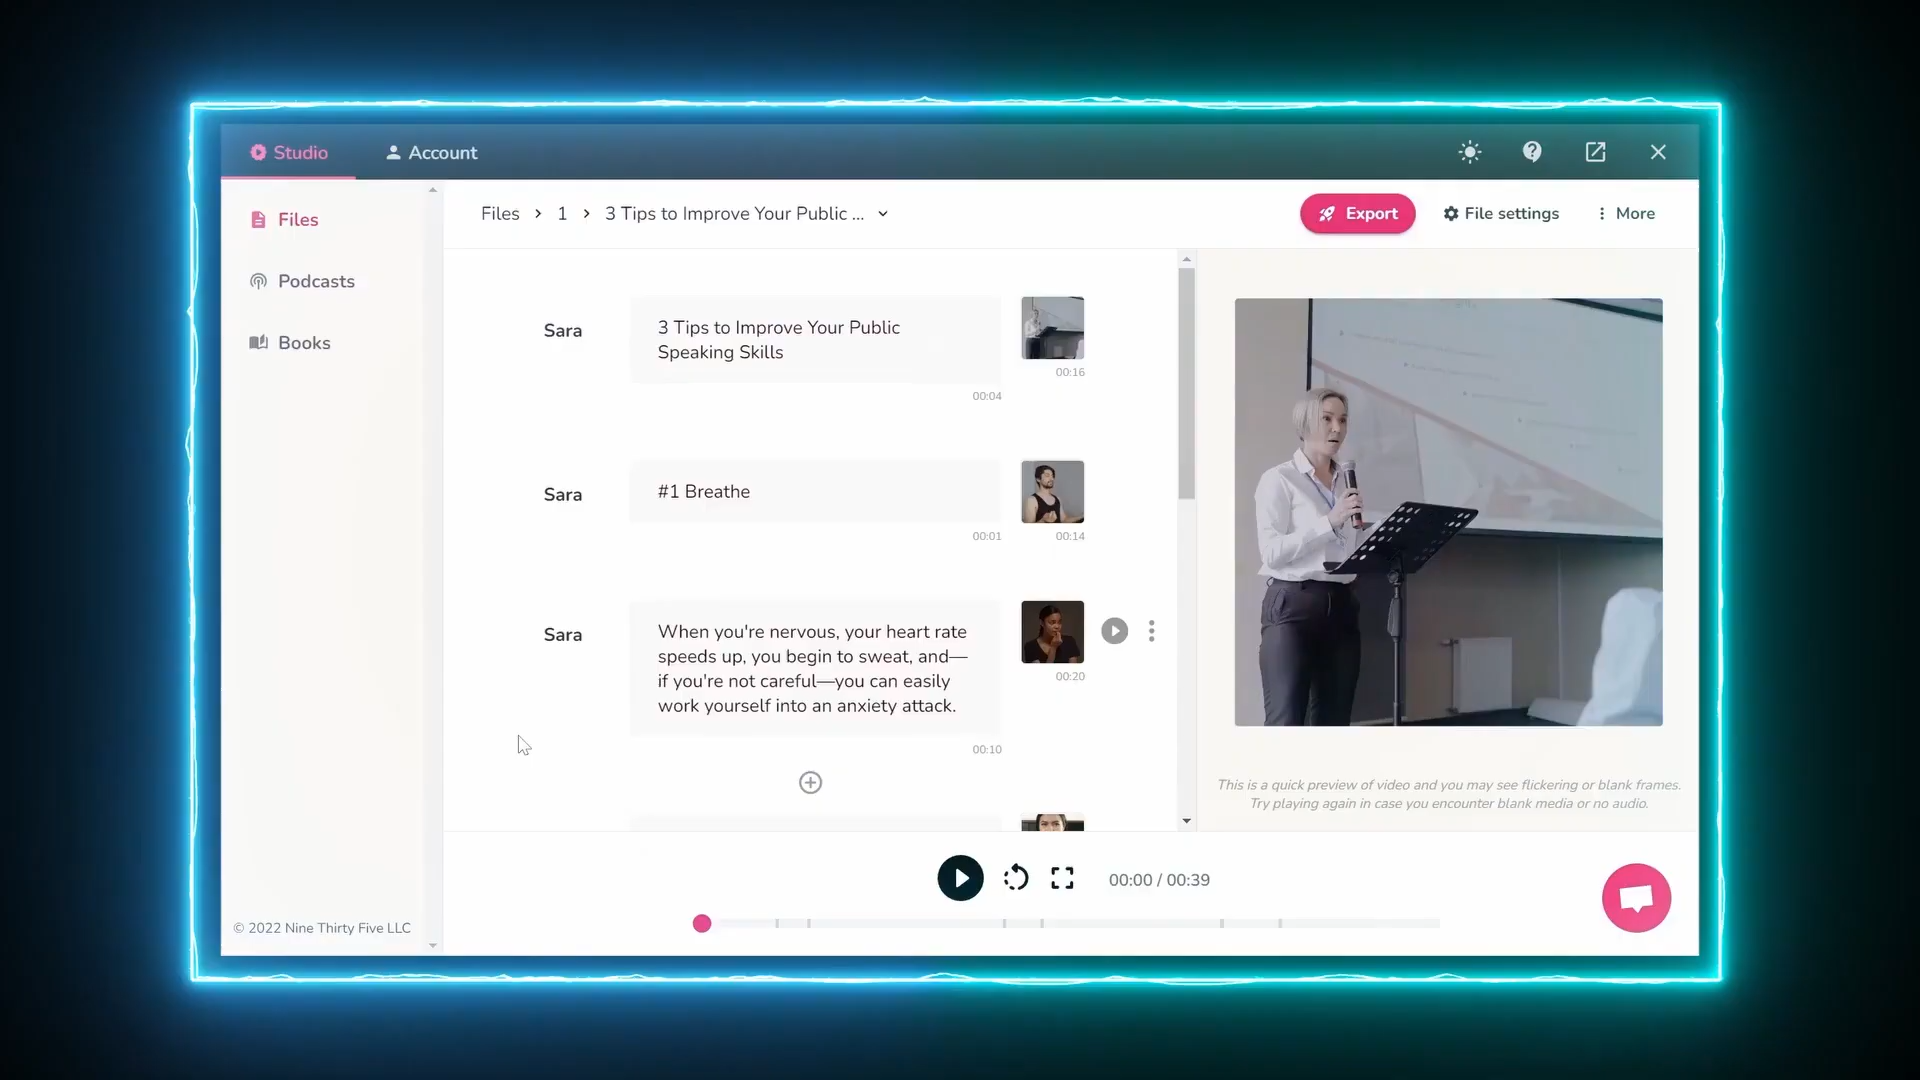 Studio
Account
Files
Podcasts
Books
© 2022 Nine Thirty Five LLC
Files > 1 > 3 Tips to Improve Your Public ...
Export
File settings
More
Sara
3 Tips to Improve Your Public
Speaking Skills
00:16
00:04
Sara
#1 Breathe
00:01
00:14
Sara
When you're nervous, your heart rate
speeds up, you begin to sweat, and—
if you're not careful—you can easily
work yourself into an anxiety attack.
00:20
00:10
This is a quick preview of video and you may see flickering or blank frames.
Try playing again in case you encounter blank media or no audio.
00:00 / 00:39